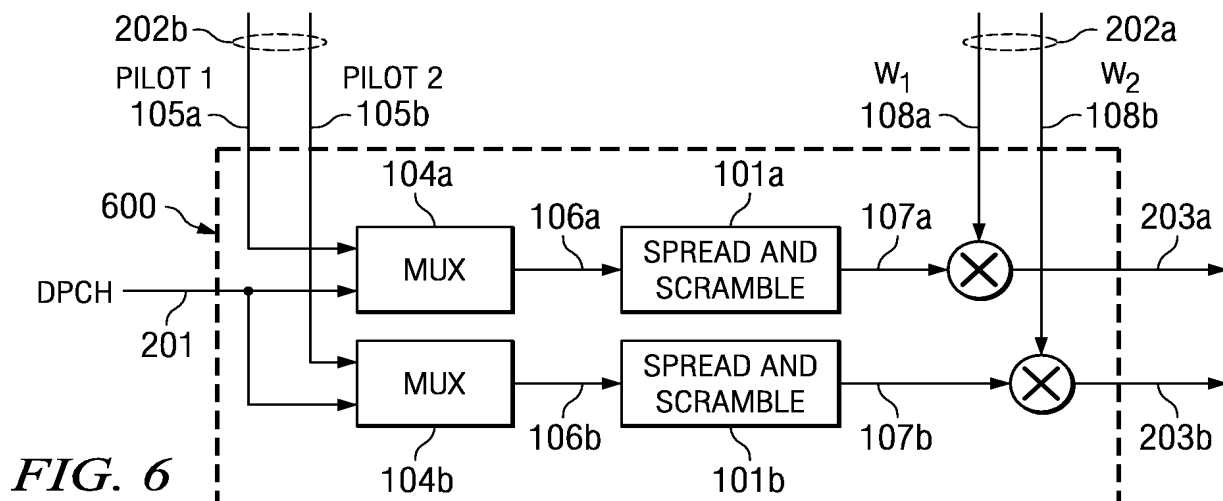 202b
202a
PILOT 1
PILOT 2
W1
W2
105a
105b
108a
108b
104a
101a
600
106a
107a
203a
MUX
SPREAD AND
SCRAMBLE
DPCH
201
MUX
SPREAD AND
SCRAMBLE
106b
107b
203b
104b
101b
FIG. 6